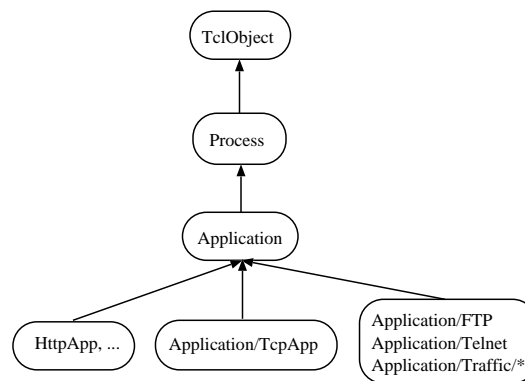 TclObject
Process
Application
HttpApp, ...
Application/TcpApp
Application/FTP
Application/Telnet
Application/Traffic/*